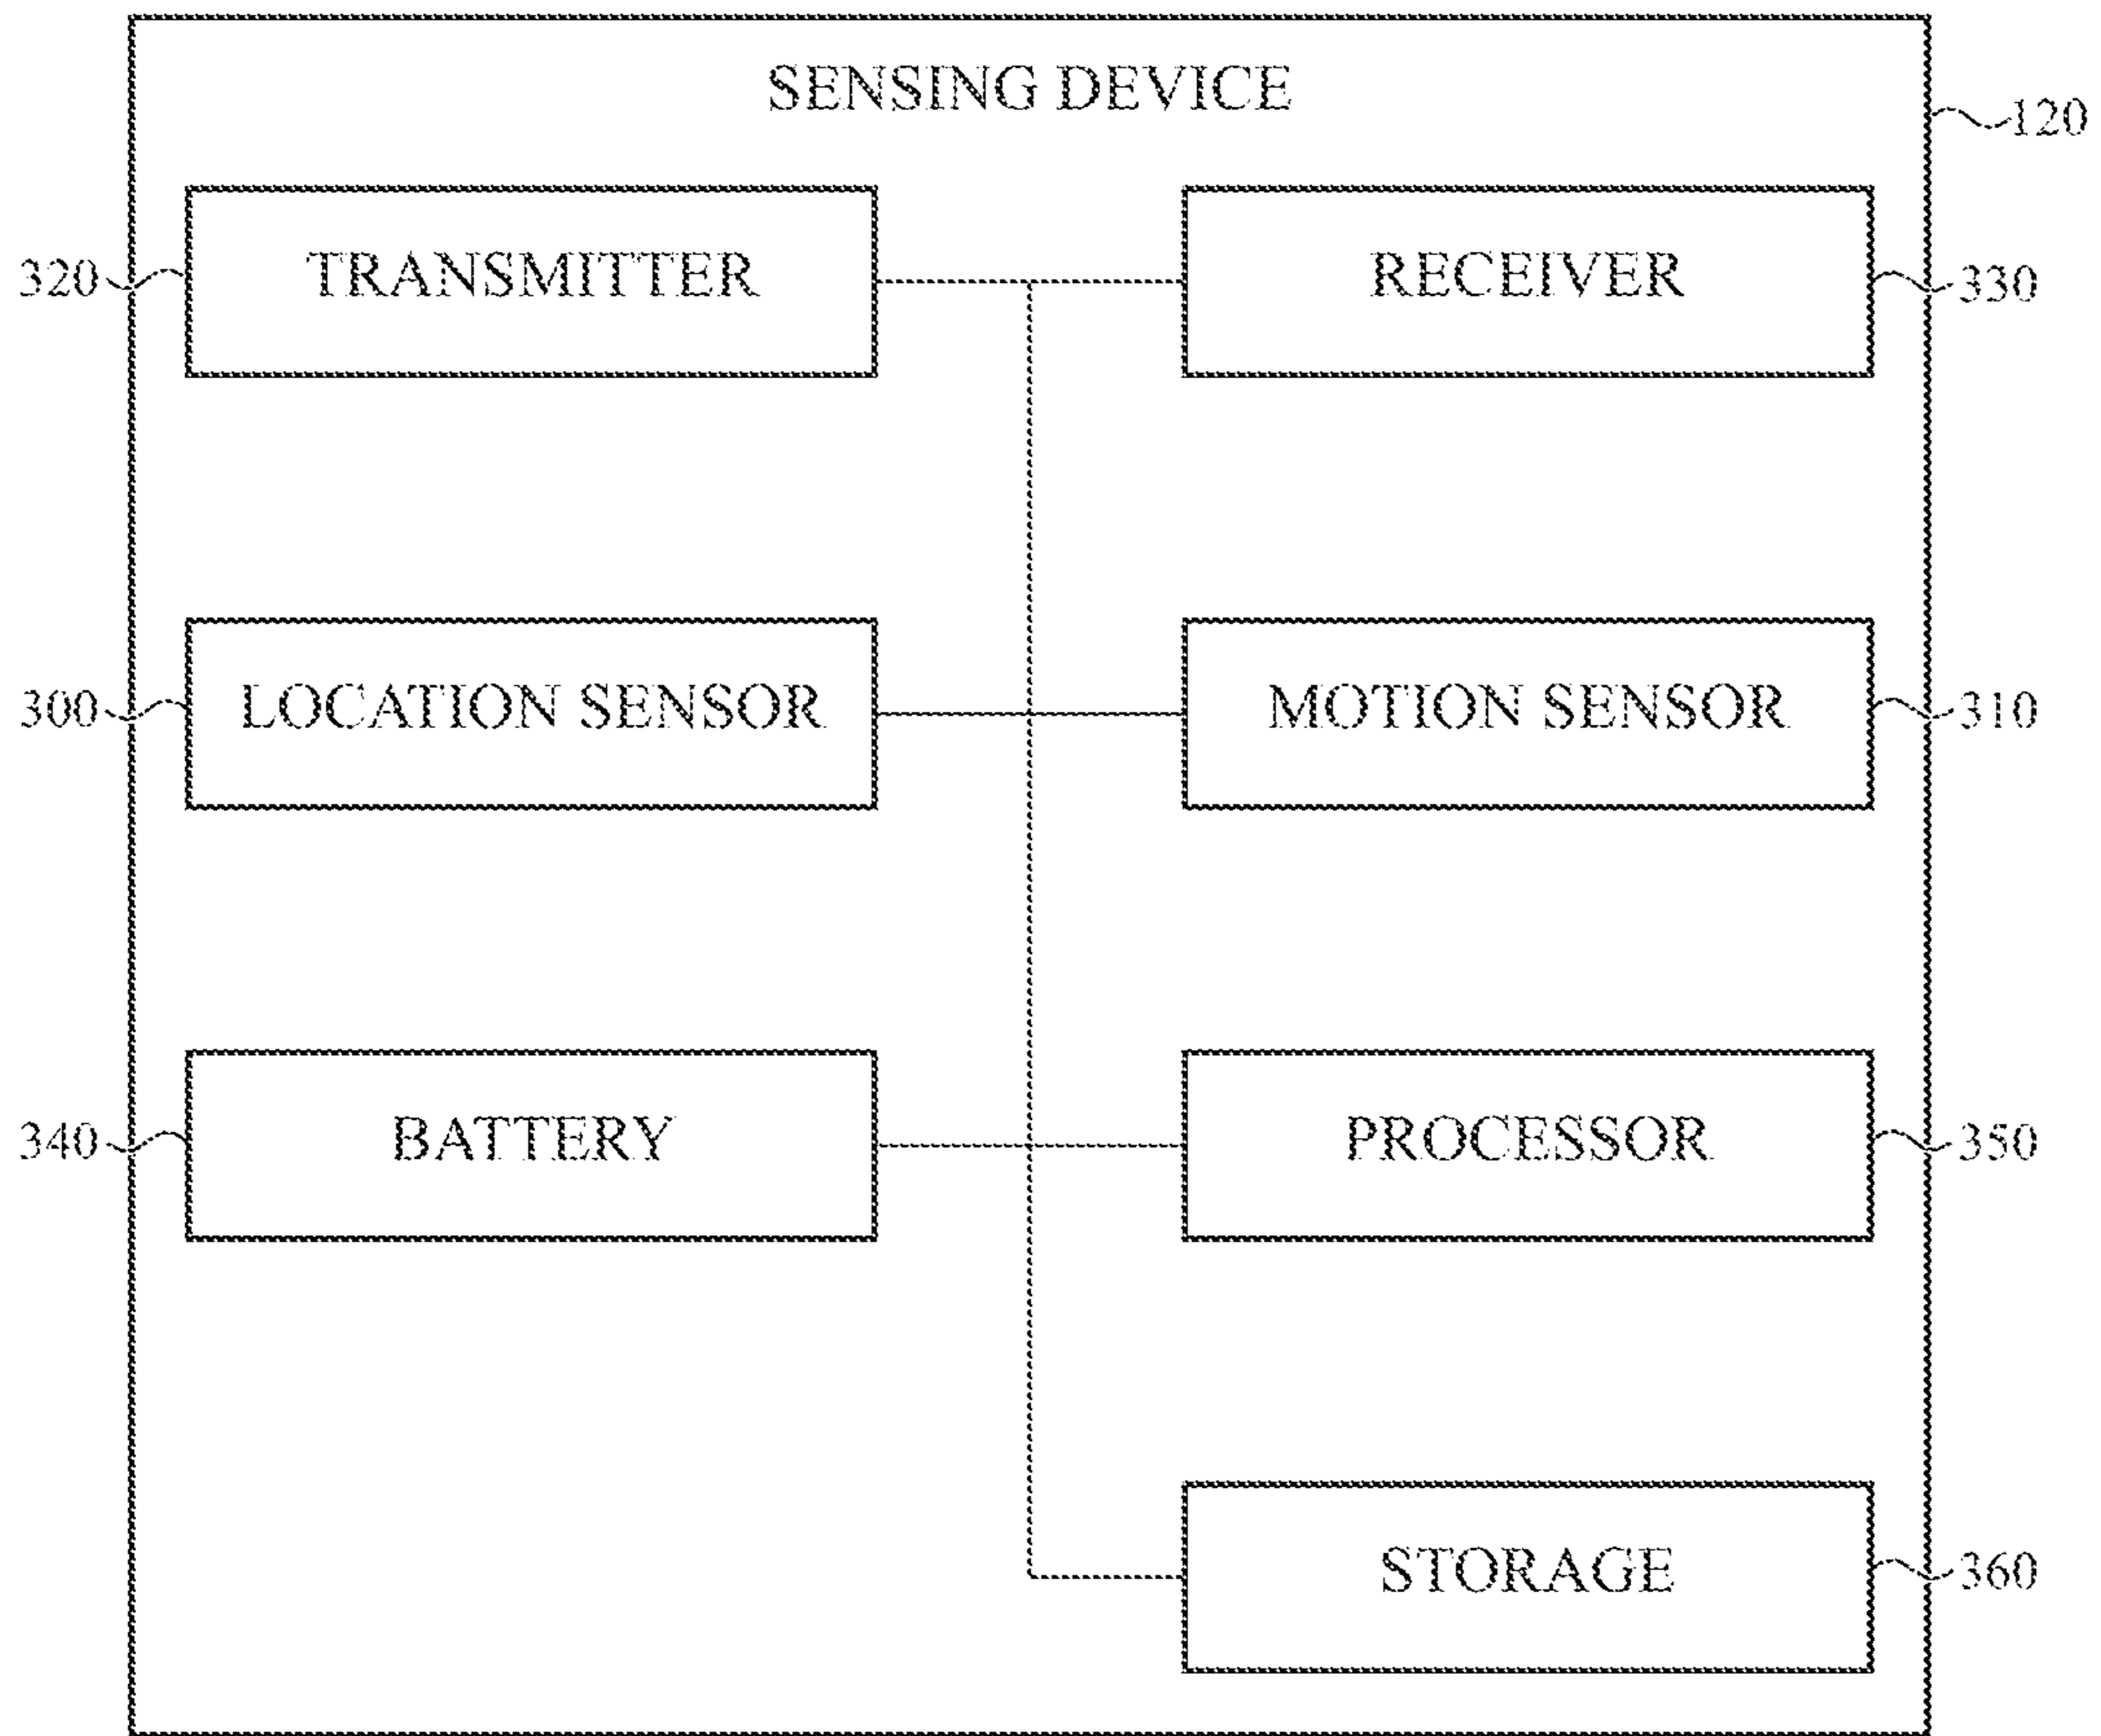 SENSING DEVICE
120
320 TRANSMITTER RECEIVER 330
300 LOCATION SENSOR MOTION SENSOR 310
340 BATTERY PROCESSOR 350
STORAGE 360